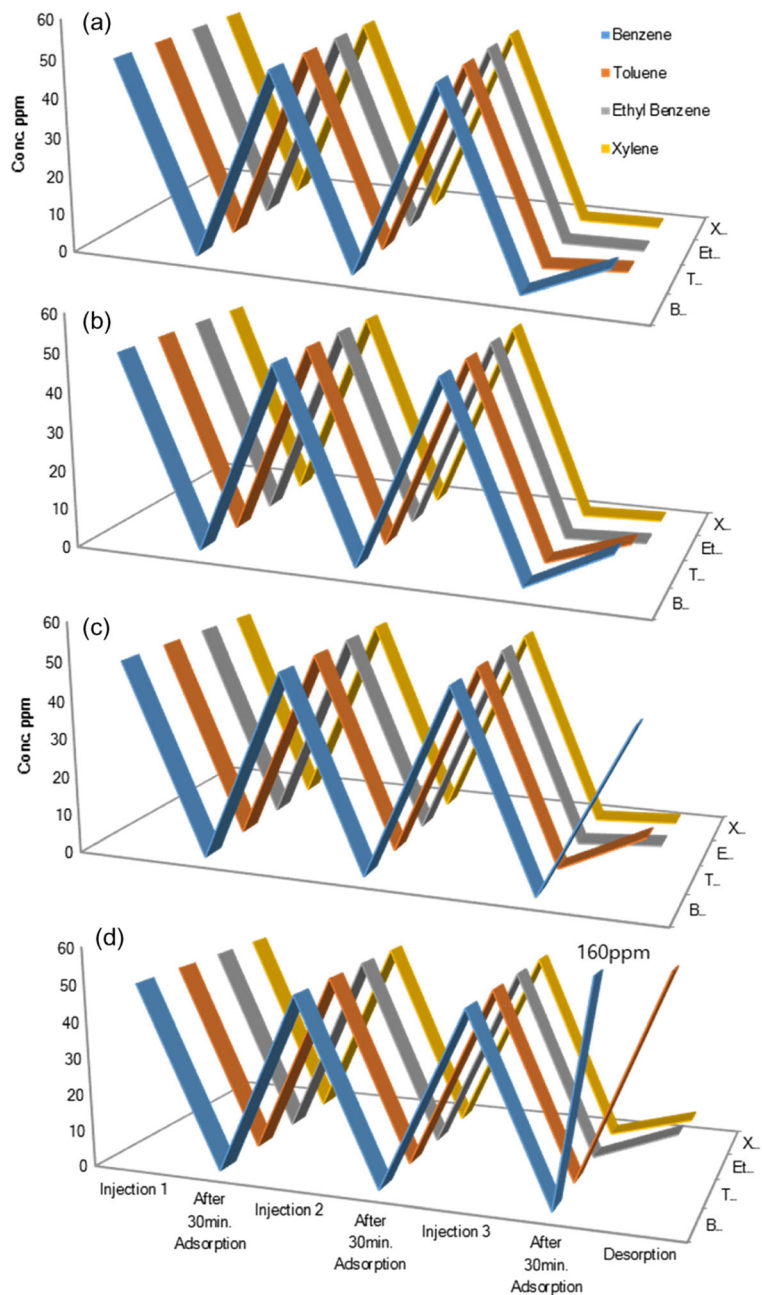 (a)
60
50
40
30
20
10
0
Conc. ppm
Benzene
Toluene
Ethyl Benzene
Xylene
X...
Et...
T...
B...
(b)
60
50
40
30
20
10
0
X...
Et...
T...
B...
(c)
60
50
40
30
20
10
0
Conc. ppm
X...
E...
T...
B...
(d)
60
50
40
30
20
10
0
160ppm
X...
Et...
T...
B...
Injection 1
After
30min.
Adsorption
Injection 2
After
30min.
Adsorption
Injection 3
After
30min.
Adsorption
Desorption